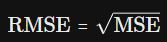 RMSE = √MSE